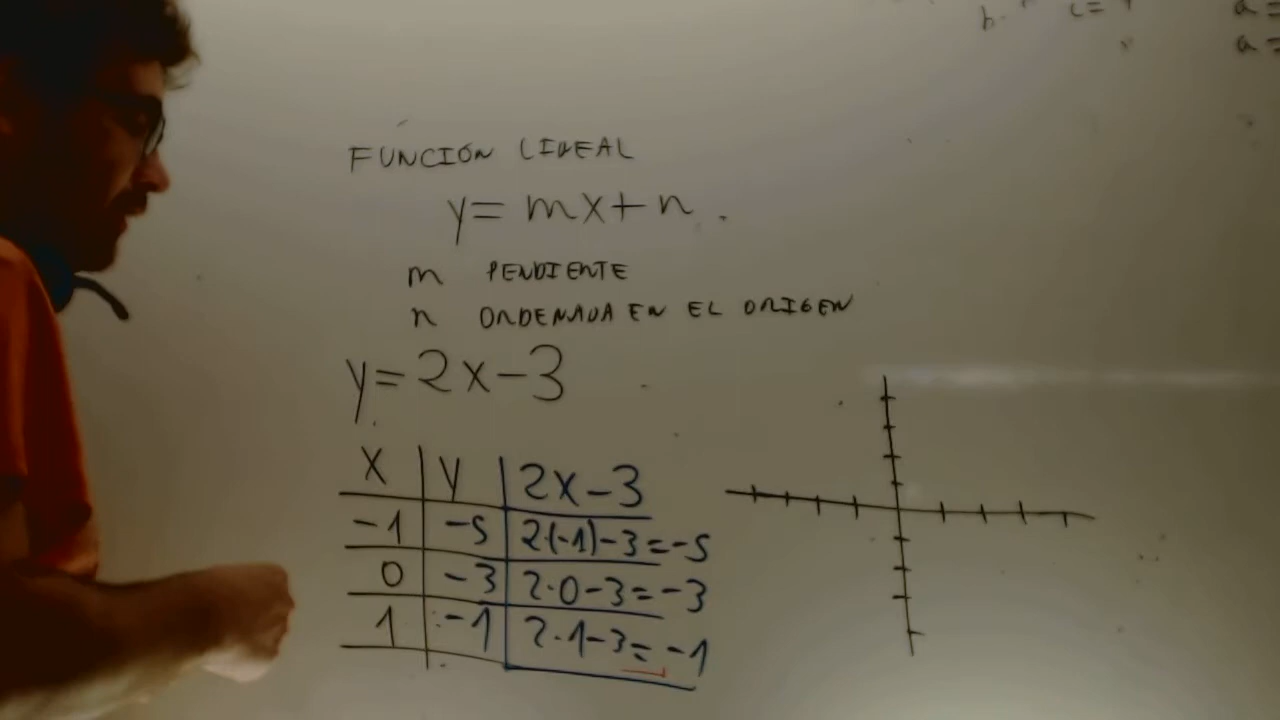 b c=
a=
a=
FUNCIÓN LINEAL
y= mx+n.
m PENDIENTE
n ORDENADA EN EL ORIGEN
y=2x-3
X Y 2X-3
-1 -5 2(-1)-3=-5
0 -3 2·0-3=-3
1 -1 2·1-3=-1